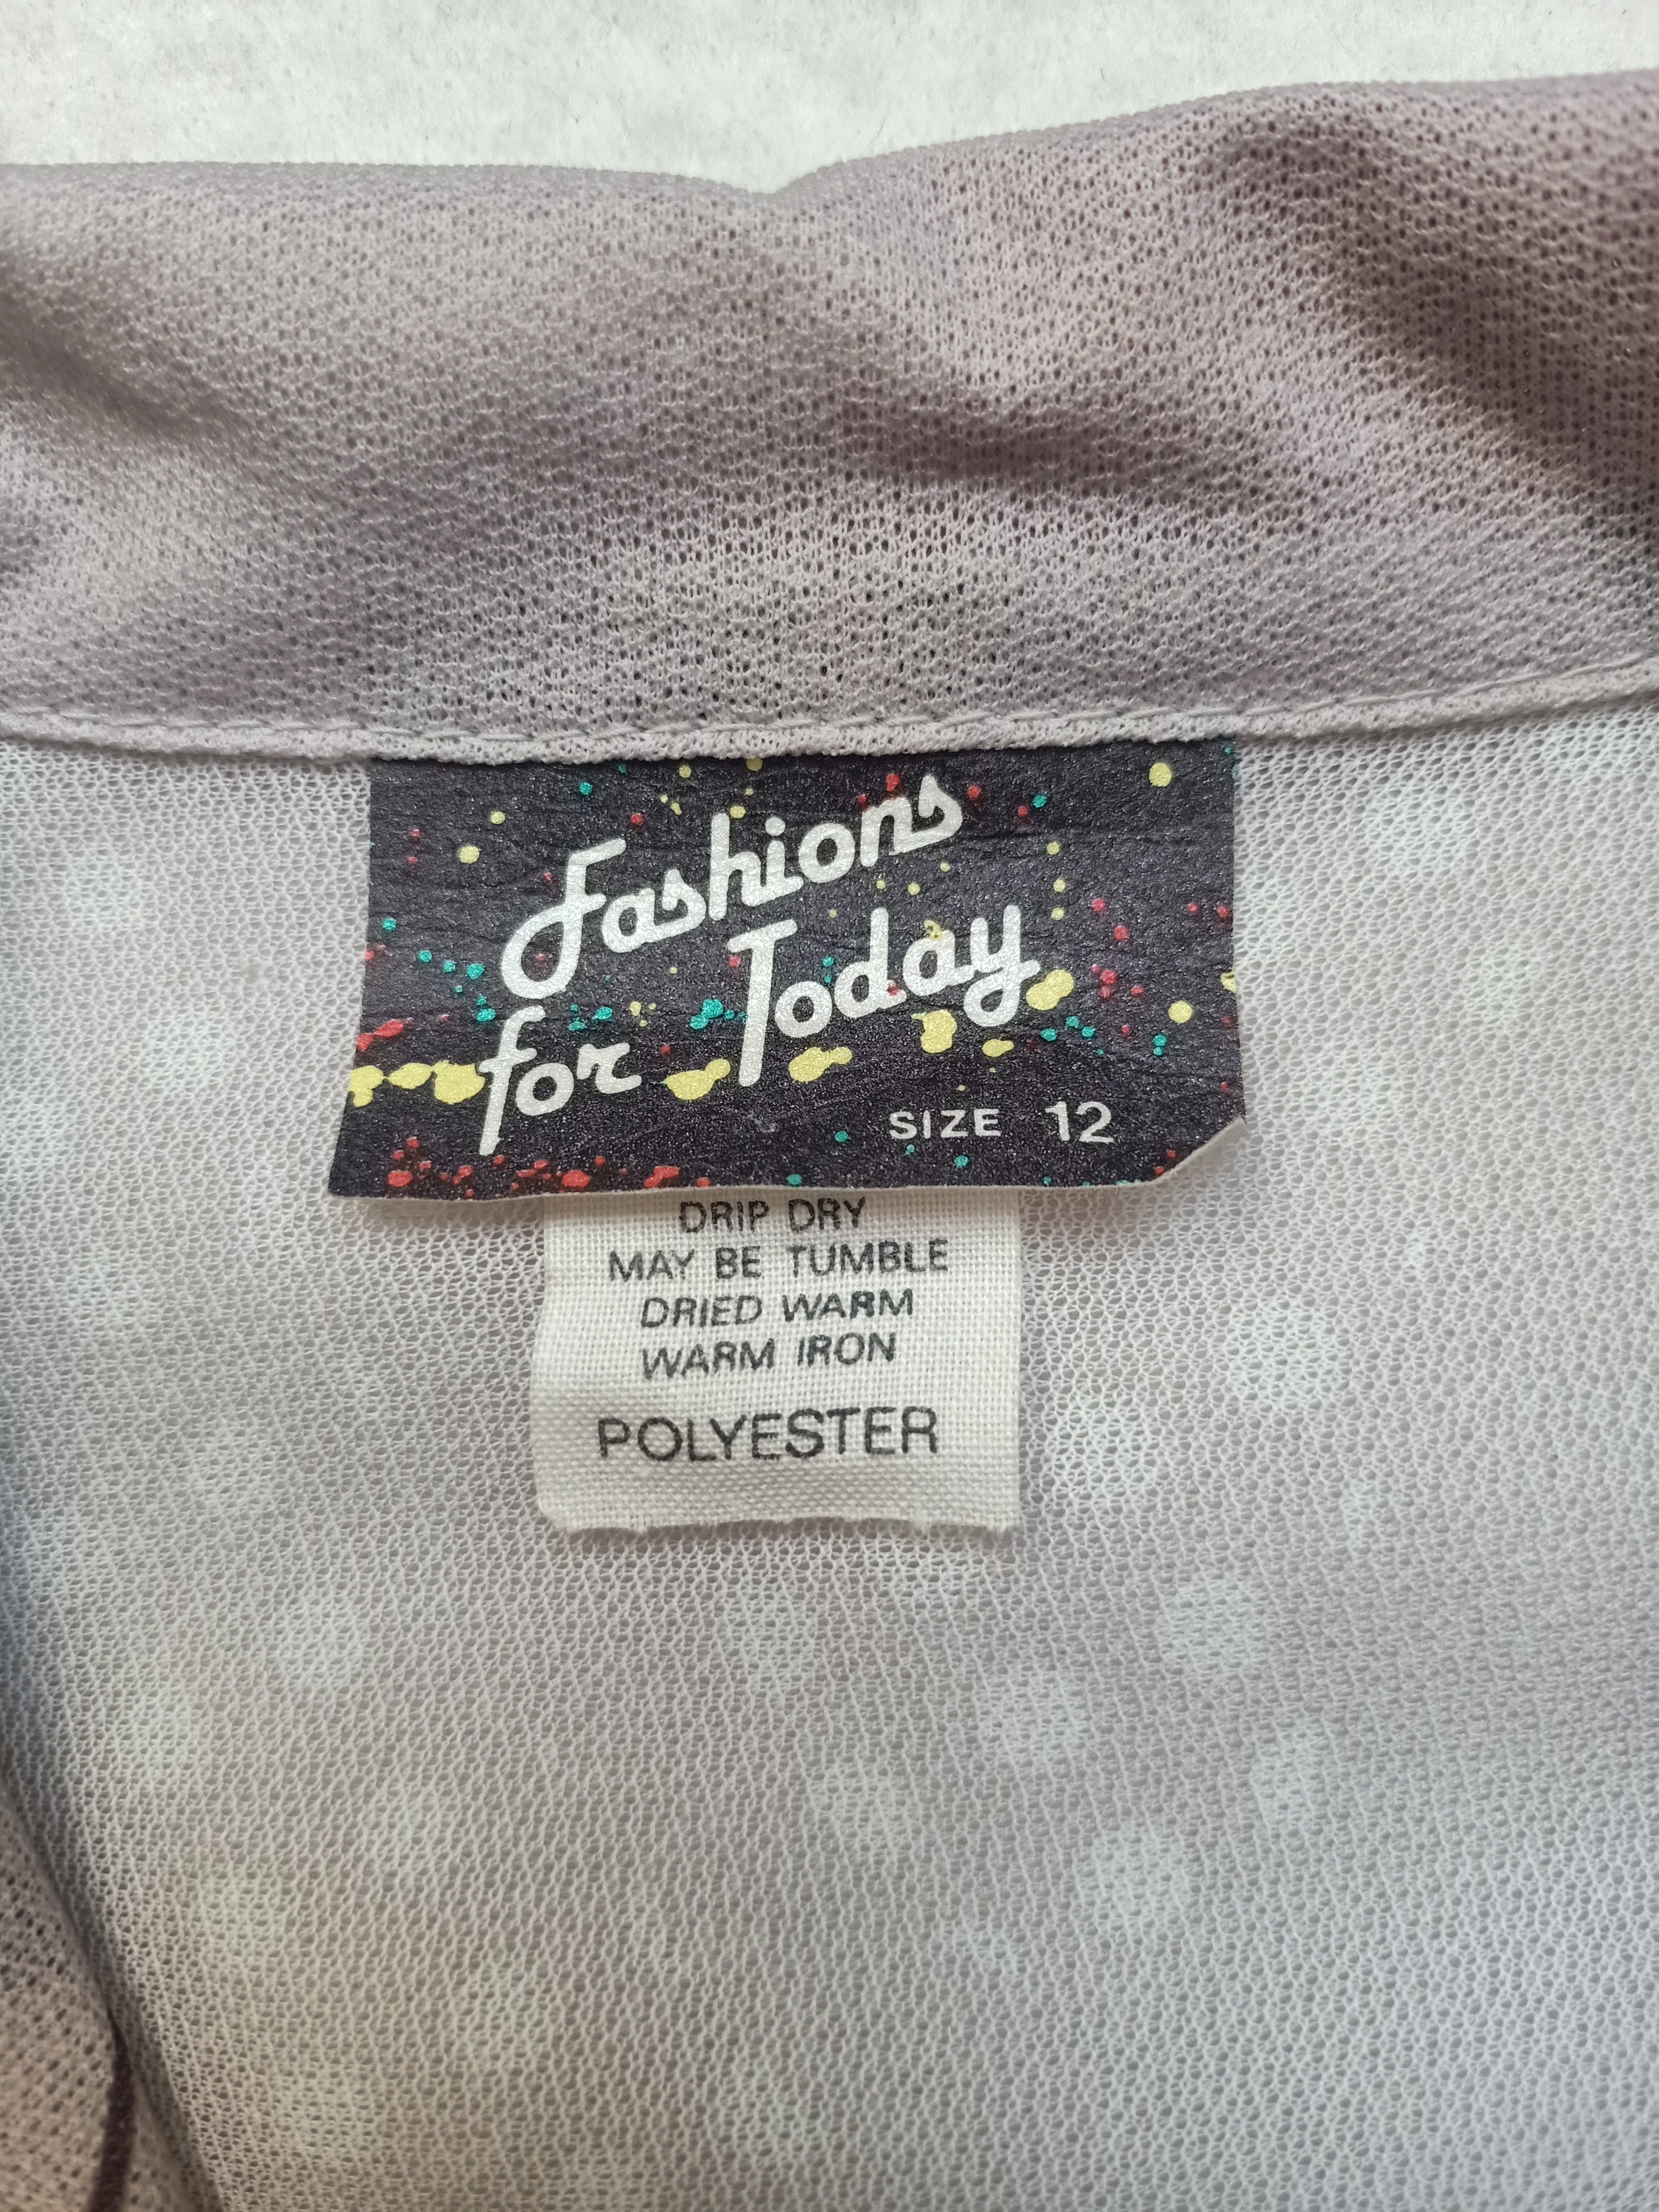 Fashions
for Today
SIZE 12
DRIP DRY
MAY BE TUMBLE
DRIED WARM
WARM IRON
POLYESTER